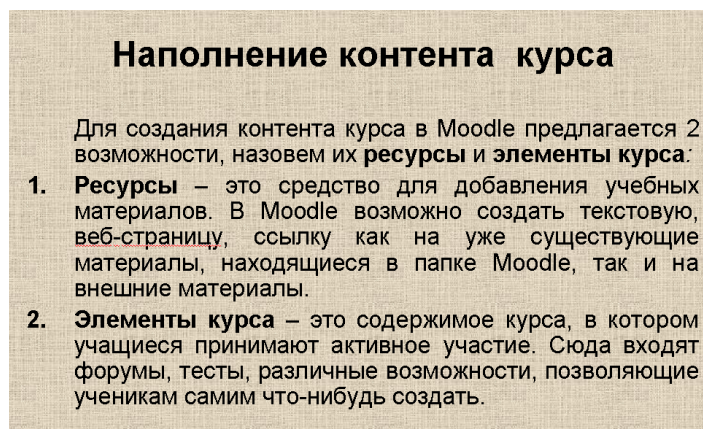 Наполнение контента курса
Для создания контента курса в Moodle предлагается 2
возможности, назовем их ресурсы и элементы курса:
1. Ресурсы – это средство для добавления учебных
материалов. В Moodle возможно создать текстовую,
веб-страницу, ссылку как на уже существующие
материалы, находящиеся в папке Moodle, так и на
внешние материалы.
2. Элементы курса – это содержимое курса, в котором
учащиеся принимают активное участие. Сюда входят
форумы, тесты, различные возможности, позволяющие
ученикам самим что-нибудь создать.